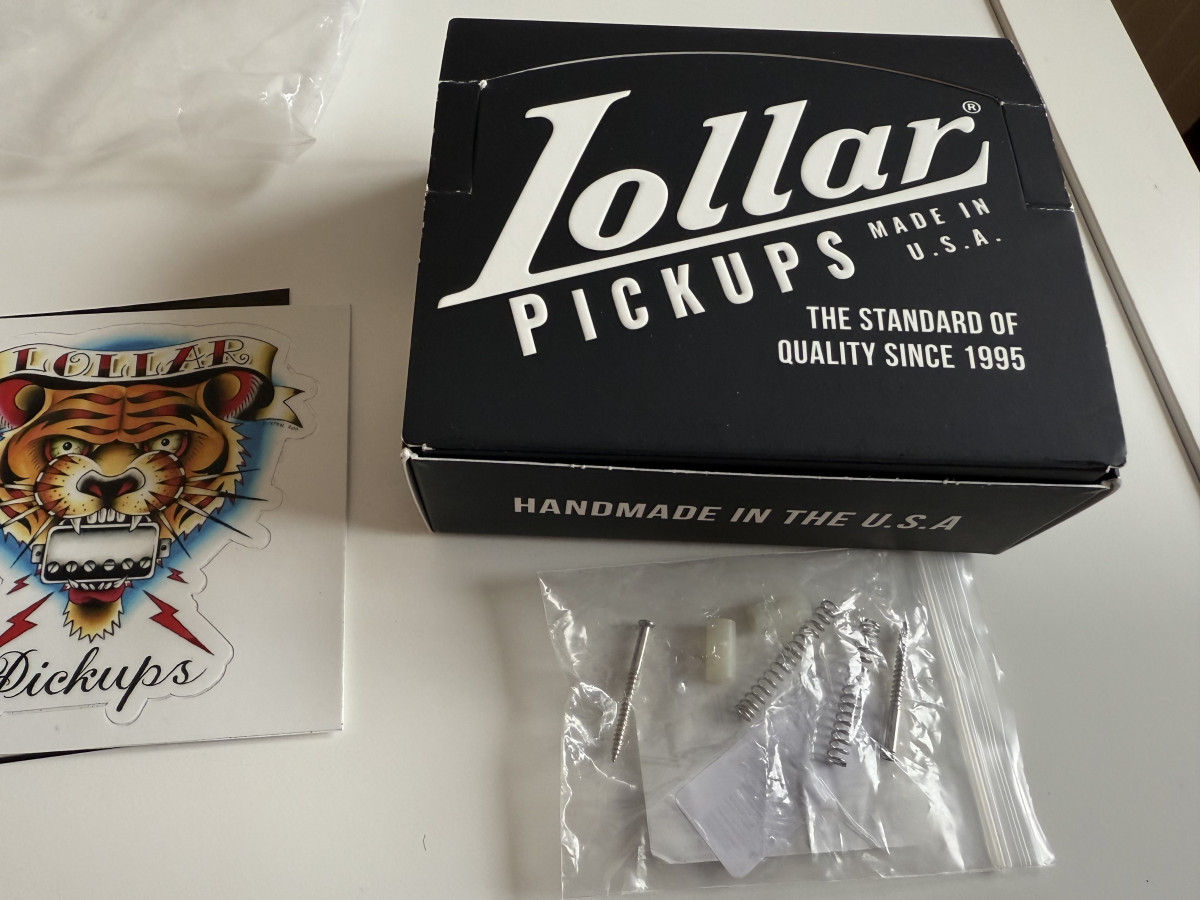 Lollar®
PICKUPS
MADE IN
U.S.A.
THE STANDARD OF
QUALITY SINCE 1995
HANDMADE IN THE U.S.A
LOLLAR
Pickups